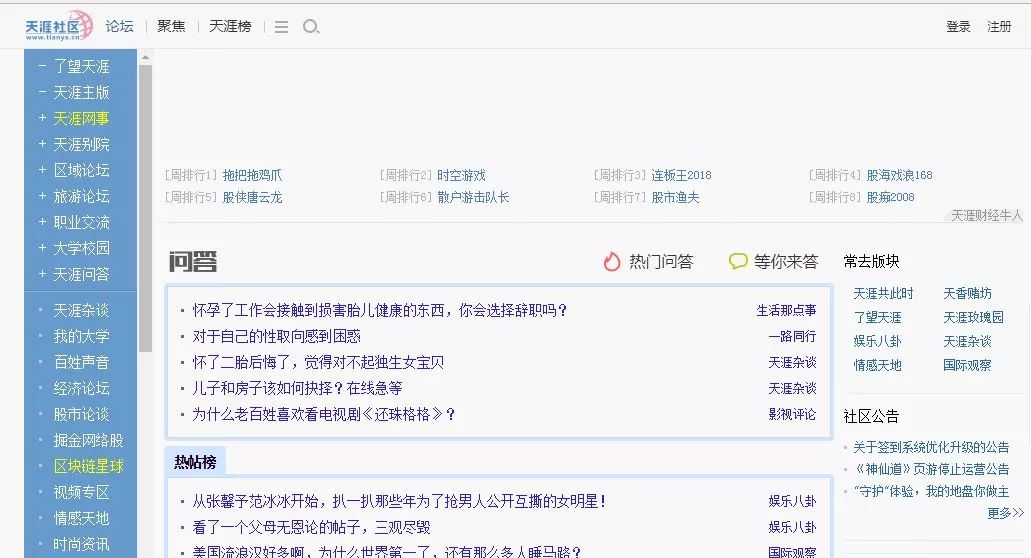 天涯社区 论坛 聚焦 天涯榜 登录 注册
www.tianya.cn
- 了望天涯
- 天涯主版
+ 天涯网事
+ 天涯别院
+ 区域论坛
+ 旅游论坛
+ 职业交流
+ 大学校园
+ 天涯问答
天涯杂谈
我的大学
百姓声音
经济论坛
股市论谈
掘金网络股
区块链星球
视频专区
情感天地
时尚资讯
[周排行1] 拖把拖鸡爪 [周排行2] 时空游戏 [周排行3] 连板王2018 [周排行4] 股海戏浪168
[周排行5] 股侠唐云龙 [周排行6] 散户游击队长 [周排行7] 股市渔夫 [周排行8] 股痴2008
天涯财经牛人
问答 热门问答 等你来答
怀孕了工作会接触到损害胎儿健康的东西，你会选择辞职吗？ 生活那点事
对于自己的性取向感到困惑 一路同行
怀了二胎后悔了，觉得对不起独生女宝贝 天涯杂谈
儿子和房子该如何抉择？在线急等 天涯杂谈
为什么老百姓喜欢看电视剧《还珠格格》？ 影视评论
热帖榜
从张馨予范冰冰开始，扒一扒那些年为了抢男人公开互撕的女明星！ 娱乐八卦
看了一个父母无恩论的帖子，三观尽毁 娱乐八卦
美国流浪汉好多啊，为什么世界第一了，还有那么多人睡马路？ 国际观察
常去版块
天涯共此时 天香赌坊
了望天涯 天涯玫瑰园
娱乐八卦 天涯杂谈
情感天地 国际观察
社区公告
关于签到系统优化升级的公告
《神仙道》页游停止运营公告
“守护“体验，我的地盘你做主
更多>>